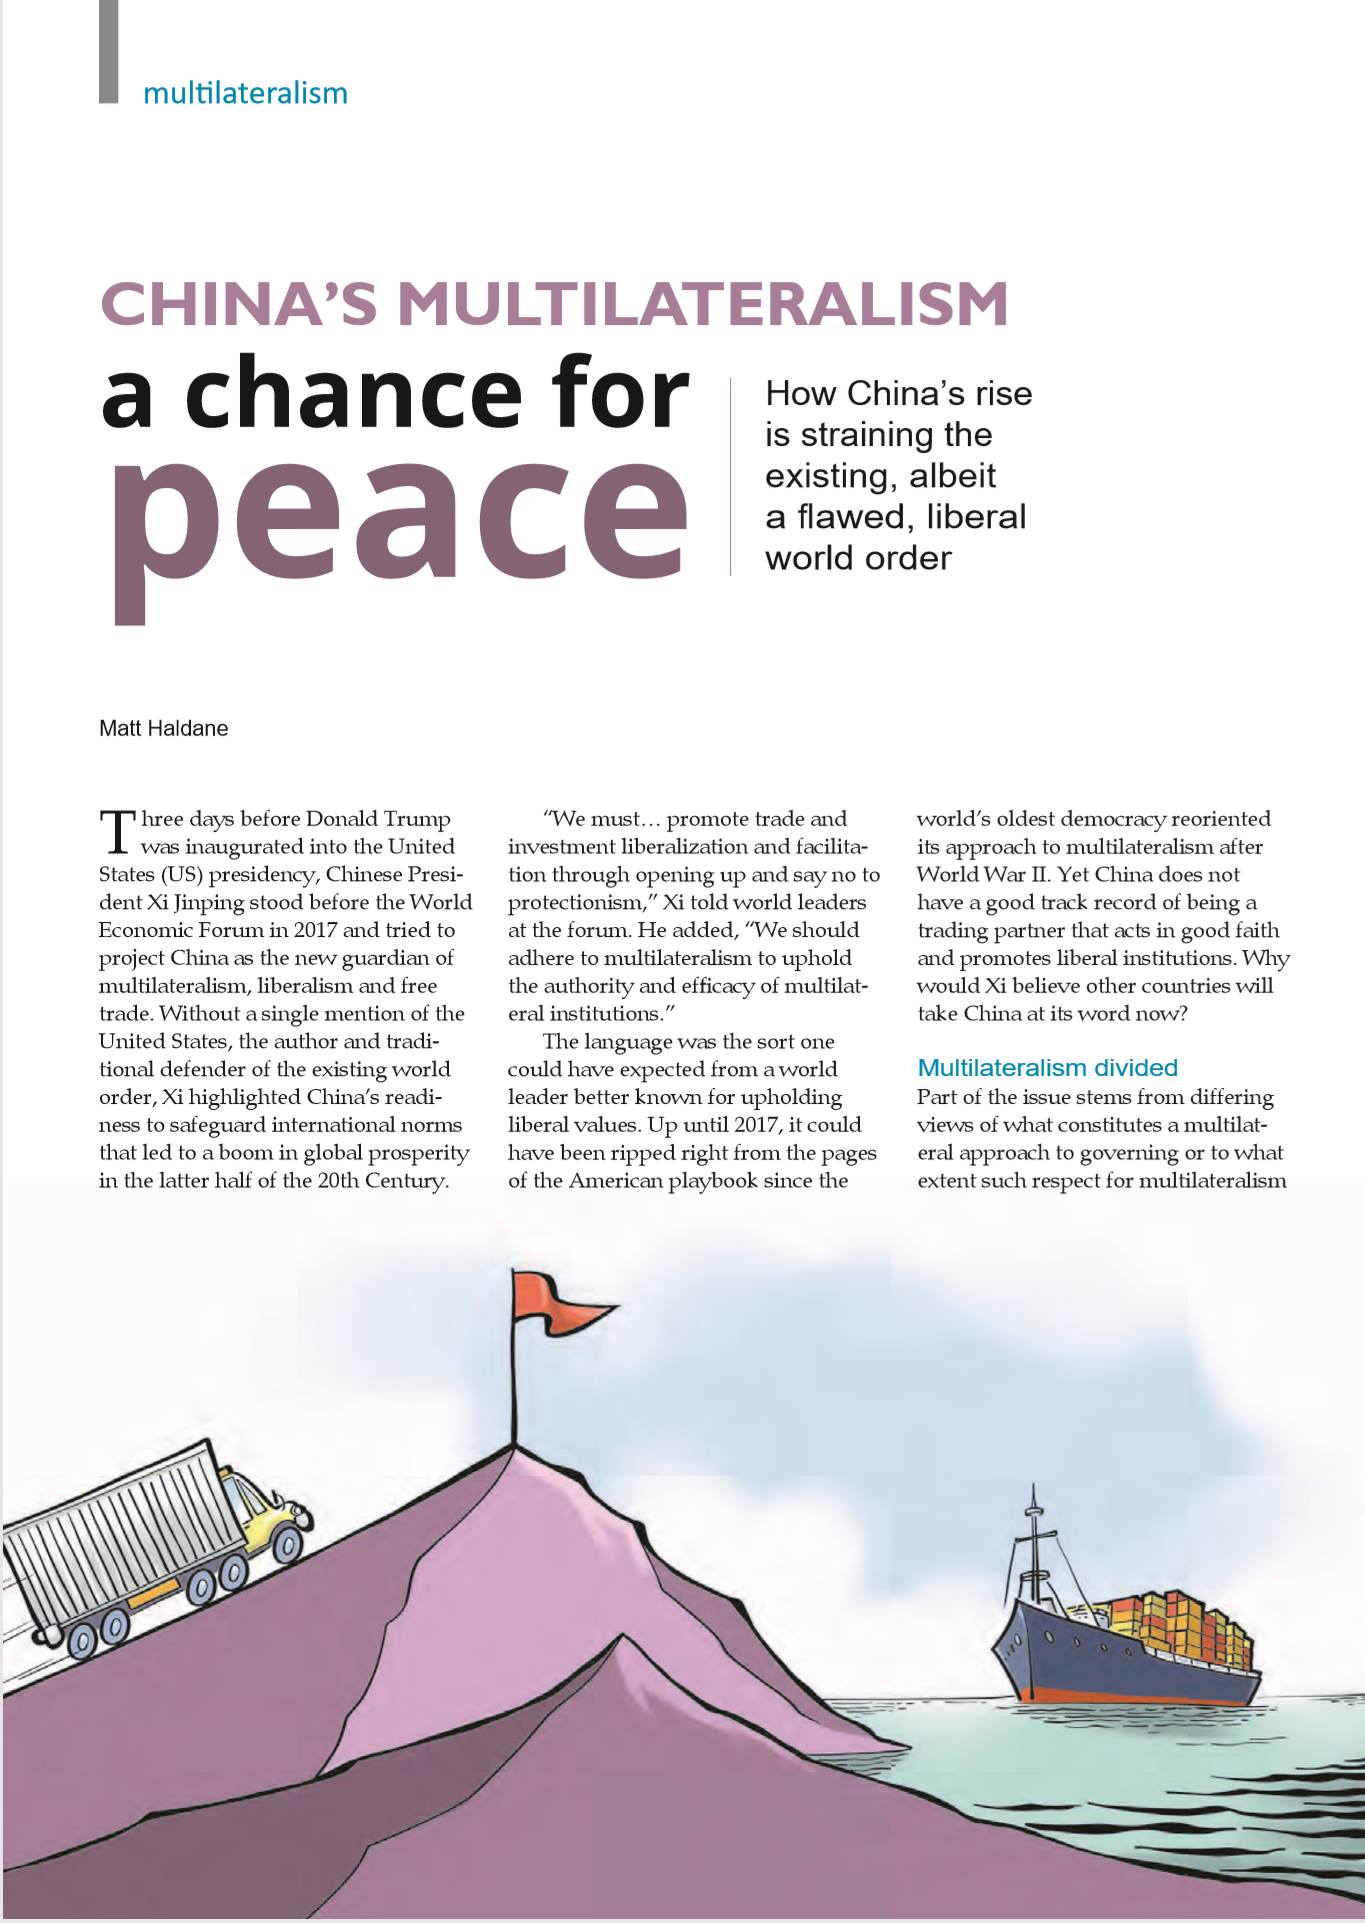 multilateralism
CHINA’S MULTILATERALISM
a chance for
peace
How China’s rise
is straining the
existing, albeit
a flawed, liberal
world order
Matt Haldane
Three days before Donald Trump
was inaugurated into the United
States (US) presidency, Chinese Presi-
dent Xi Jinping stood before the World
Economic Forum in 2017 and tried to
project China as the new guardian of
multilateralism, liberalism and free
trade. Without a single mention of the
United States, the author and tradi-
tional defender of the existing world
order, Xi highlighted China’s readi-
ness to safeguard international norms
that led to a boom in global prosperity
in the latter half of the 20th Century.
“We must… promote trade and
investment liberalization and facilita-
tion through opening up and say no to
protectionism,” Xi told world leaders
at the forum. He added, “We should
adhere to multilateralism to uphold
the authority and efficacy of multilat-
eral institutions.”
The language was the sort one
could have expected from a world
leader better known for upholding
liberal values. Up until 2017, it could
have been ripped right from the pages
of the American playbook since the
world’s oldest democracy reoriented
its approach to multilateralism after
World War II. Yet China does not
have a good track record of being a
trading partner that acts in good faith
and promotes liberal institutions. Why
would Xi believe other countries will
take China at its word now?
Multilateralism divided
Part of the issue stems from differing
views of what constitutes a multilat-
eral approach to governing or to what
extent such respect for multilateralism